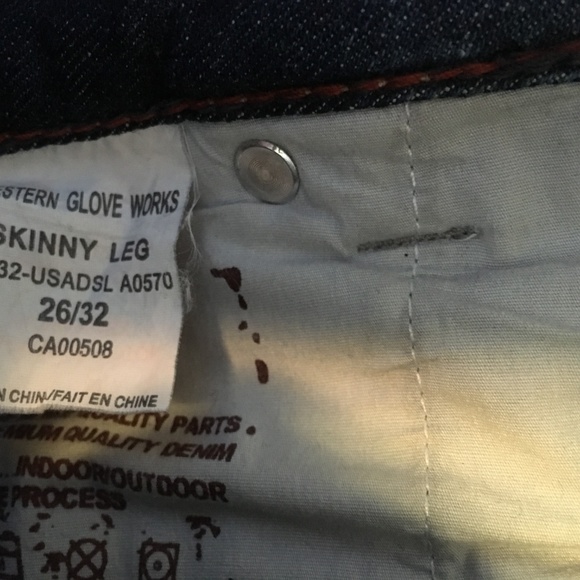 STERN GLOVE WORKS
SKINNY LEG
32-USADSL A0570
26/32
CA00508
N CHIN/FAIT EN CHINE
QUALITY PARTS.
EMIUM QUALITY DENIM
INDOOR/OUTDOOR
E PROCESS